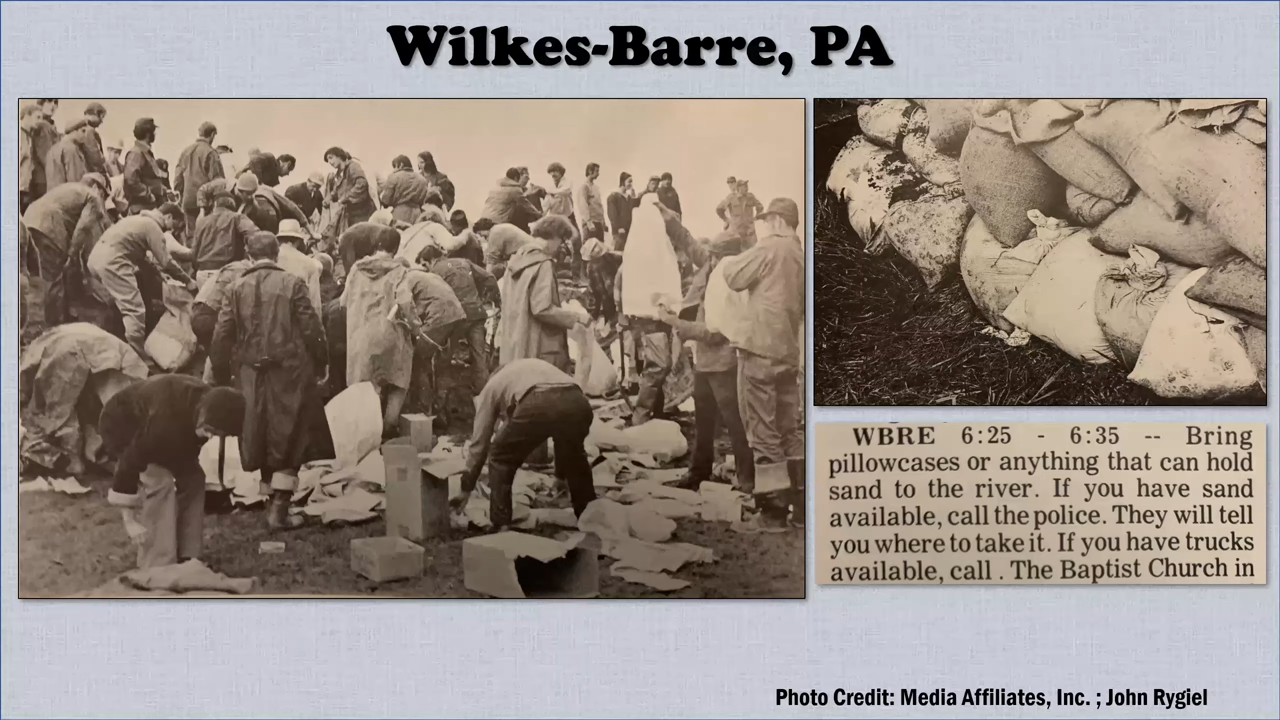 Wilkes-Barre, PA
WBRE 6:25 - 6:35 -- Bring
pillowcases or anything that can hold
sand to the river. If you have sand
available, call the police. They will tell
you where to take it. If you have trucks
available, call . The Baptist Church in
Photo Credit: Media Affiliates, Inc. ; John Rygiel